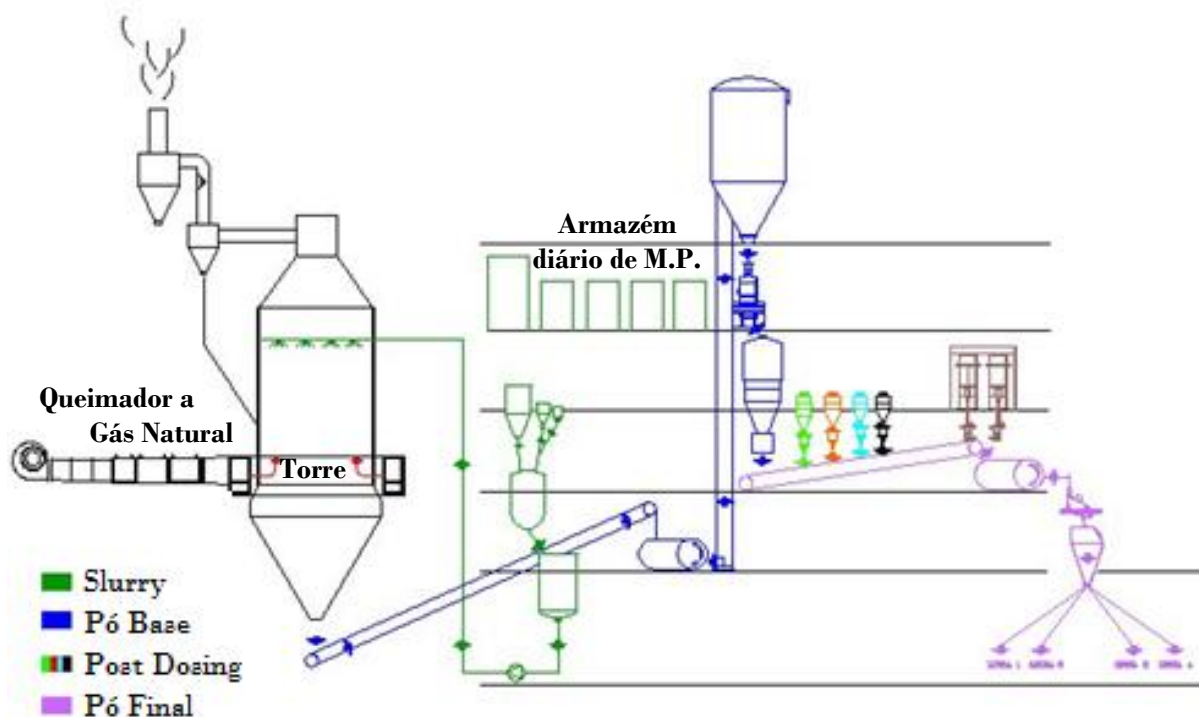 Armazém
diário de M.P.
Queimador a
Gás Natural
Torre
Slurry
Pó Base
Post Dosing
Pó Final